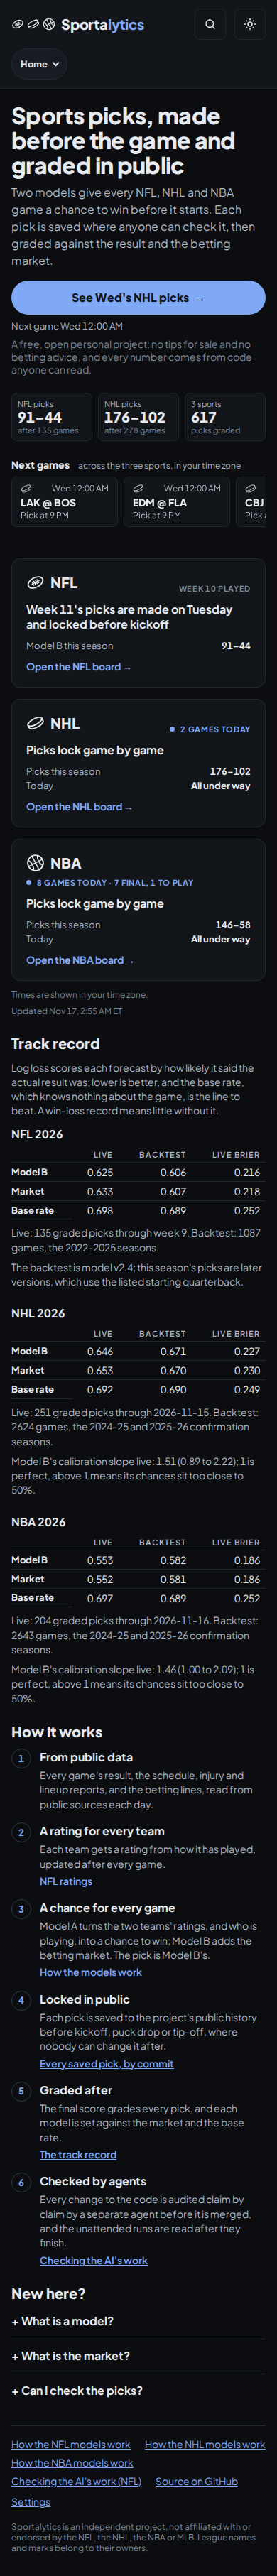 Sportalytics
Home
Sports picks, made
before the game and
graded in public
Two models give every NFL, NHL and NBA
game a chance to win before it starts. Each
pick is saved where anyone can check it, then
graded against the result and the betting
market.
See Wed's NHL picks →
Next game Wed 12:00 AM
A free, open personal project: no tips for sale and no
betting advice, and every number comes from code
anyone can read.
NFL picks
91–44
after 135 games
NHL picks
176–102
after 278 games
3 sports
617
picks graded
Next games across the three sports, in your time zone
Wed 12:00 AM
LAK @ BOS
Pick at 9 PM
Wed 12:00 AM
EDM @ FLA
Pick at 9 PM
CBJ
Pick a
NFL
WEEK 10 PLAYED
Week 11's picks are made on Tuesday
and locked before kickoff
Model B this season 91–44
Open the NFL board →
NHL
2 GAMES TODAY
Picks lock game by game
Picks this season 176–102
Today All under way
Open the NHL board →
NBA
8 GAMES TODAY · 7 FINAL, 1 TO PLAY
Picks lock game by game
Picks this season 146–58
Today All under way
Open the NBA board →
Times are shown in your time zone.
Updated Nov 17, 2:55 AM ET
Track record
Log loss scores each forecast by how likely it said the
actual result was; lower is better, and the base rate,
which knows nothing about the game, is the line to
beat. A win-loss record means little without it.
NFL 2026
LIVE BACKTEST LIVE BRIER
Model B 0.625 0.606 0.216
Market 0.633 0.607 0.218
Base rate 0.698 0.689 0.252
Live: 135 graded picks through week 9. Backtest: 1087
games, the 2022-2025 seasons.
The backtest is model v2.4; this season's picks are later
versions, which use the listed starting quarterback.
NHL 2026
LIVE BACKTEST LIVE BRIER
Model B 0.646 0.671 0.227
Market 0.653 0.670 0.230
Base rate 0.692 0.690 0.249
Live: 251 graded picks through 2026-11-15. Backtest:
2624 games, the 2024-25 and 2025-26 confirmation
seasons.
Model B's calibration slope live: 1.51 (0.89 to 2.22); 1 is
perfect, above 1 means its chances sit too close to
50%.
NBA 2026
LIVE BACKTEST LIVE BRIER
Model B 0.553 0.582 0.186
Market 0.552 0.581 0.186
Base rate 0.697 0.689 0.252
Live: 204 graded picks through 2026-11-16. Backtest:
2643 games, the 2024-25 and 2025-26 confirmation
seasons.
Model B's calibration slope live: 1.46 (1.00 to 2.09); 1 is
perfect, above 1 means its chances sit too close to
50%.
How it works
1 From public data
Every game's result, the schedule, injury and
lineup reports, and the betting lines, read from
public sources each day.
2 A rating for every team
Each team gets a rating from how it has played,
updated after every game.
NFL ratings
3 A chance for every game
Model A turns the two teams' ratings, and who is
playing, into a chance to win; Model B adds the
betting market. The pick is Model B's.
How the models work
4 Locked in public
Each pick is saved to the project's public history
before kickoff, puck drop or tip-off, where
nobody can change it after.
Every saved pick, by commit
5 Graded after
The final score grades every pick, and each
model is set against the market and the base
rate.
The track record
6 Checked by agents
Every change to the code is audited claim by
claim by a separate agent before it is merged,
and the unattended runs are read after they
finish.
Checking the AI's work
New here?
+ What is a model?
+ What is the market?
+ Can I check the picks?
How the NFL models work How the NHL models work
How the NBA models work
Checking the AI's work (NFL) Source on GitHub
Settings
Sportalytics is an independent project, not affiliated with or
endorsed by the NFL, the NHL, the NBA or MLB. League names
and marks belong to their owners.